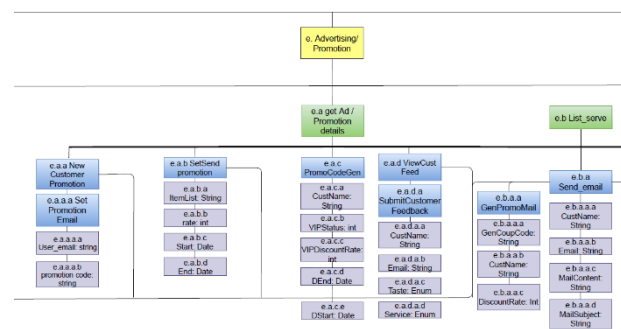 e. Advertising/
Promotion
e.a get Ad /
Promotion
details
e.b List_serve
e.a.a New
Customer
Promotion
e.a.a.a Set
Promotion
Email
e.a.a.a.a
User_email: string
e.a.a.a.b
promotion code:
string
e.a.b SetSend
promotion
e.a.b.a
ItemList: String
e.a.b.b
rate: int
e.a.b.c
Start: Date
e.a.b.d
End: Date
e.a.c
PromoCodeGen
e.a.c.a
CustName:
String
e.a.c.b
VIPStatus: int
e.a.c.c
VIPDiscountRate:
int
e.a.c.d
DEnd: Date
e.a.c.e
DStart: Date
e.a.d ViewCust
Feed
e.a.d.a
SubmitCustomer
Feedback
e.a.d.a.a
CustName:
String
e.a.d.a.b
Email: String
e.a.d.a.c
Taste: Enum
e.a.d.a.d
Service: Enum
e.b.a.a
GenPromoMail
e.b.a.a.a
GenCoupCode:
String
e.b.a.a.b
CustName:
String
e.b.a.a.c
DiscountRate: Int
e.b.a
Send_email
e.b.a.a.a
CustName:
String
e.b.a.a.b
Email: String
e.b.a.a.c
MailContent:
String
e.b.a.a.d
MailSubject:
String